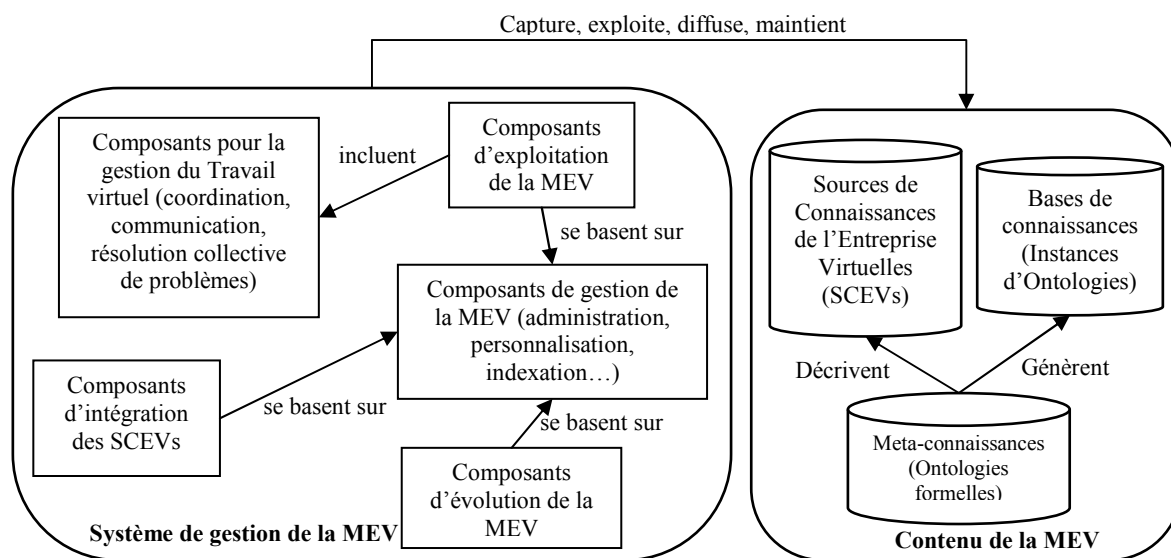 Capture, exploite, diffuse, maintient
Composants pour la
gestion du Travail
virtuel (coordination,
communication,
résolution collective
de problèmes)
incluent
Composants
d’exploitation
de la MEV
se basent sur
Composants de gestion de
la MEV (administration,
personnalisation,
indexation…)
Composants
d’intégration
des SCEVs
se basent sur
se basent sur
Composants
d’évolution de la
MEV
Système de gestion de la MEV
Sources de
Connaissances
de l’Entreprise
Virtuelles
(SCEVs)
Bases de
connaissances
(Instances
d’Ontologies)
Décrivent
Génèrent
Meta-connaissances
(Ontologies
formelles)
Contenu de la MEV